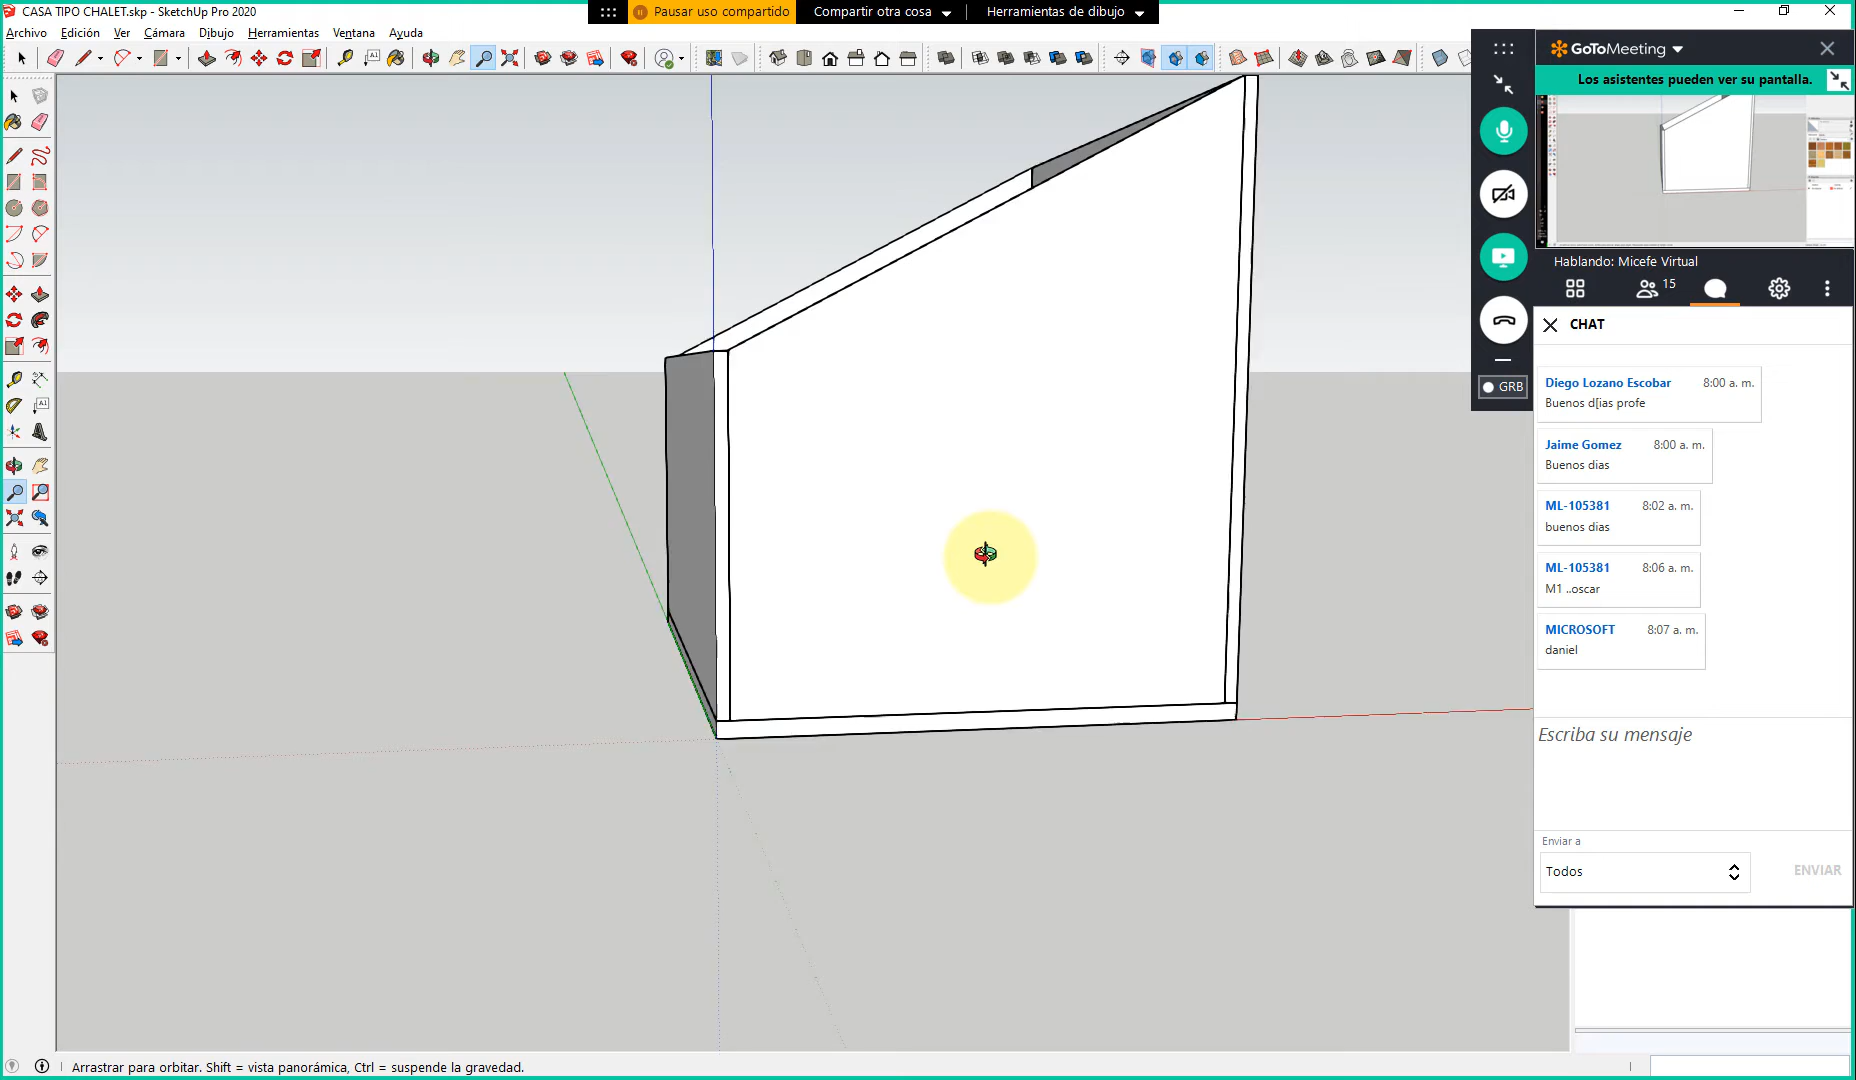 CASA TIPO CHALET.skp - SketchUp Pro 2020
Pausar uso compartido
Compartir otra cosa
Herramientas de dibujo
Archivo Edición Ver Cámara Dibujo Herramientas Ventana Ayuda
GoToMeeting
Los asistentes pueden ver su pantalla.
Hablando: Micefe Virtual
15
CHAT
GRB
Diego Lozano Escobar 8:00 a. m.
Buenos d[ias profe
Jaime Gomez 8:00 a. m.
Buenos dias
ML-105381 8:02 a. m.
buenos dias
ML-105381 8:06 a. m.
M1 ..oscar
MICROSOFT 8:07 a. m.
daniel
Escriba su mensaje
Enviar a
Todos
ENVIAR
Arrastrar para orbitar. Shift = vista panorámica, Ctrl = suspende la gravedad.